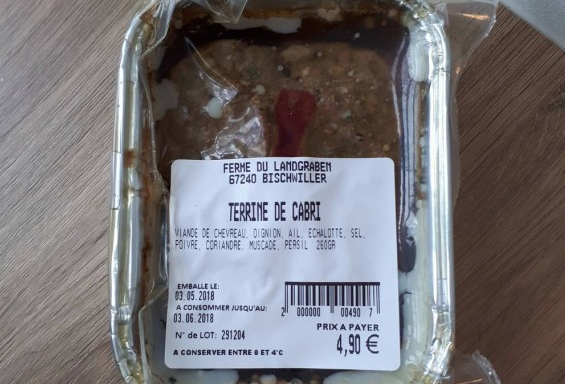 FERME DU LANDGRABEN
67240 BISCHWILLER
TERRINE DE CABRI
VIANDE DE CHEVREAU, OIGNION, AIL, ECHALOTTE, SEL,
POIVRE, CORIANDRE, MUSCADE, PERSIL 260GR
EMBALLE LE:
03.05.2018
A CONSOMMER JUSQU'AU:
03.06.2018
N° de LOT: 291204
2 000000 004907
PRIX A PAYER
4,90 €
A CONSERVER ENTRE 0 ET 4°C